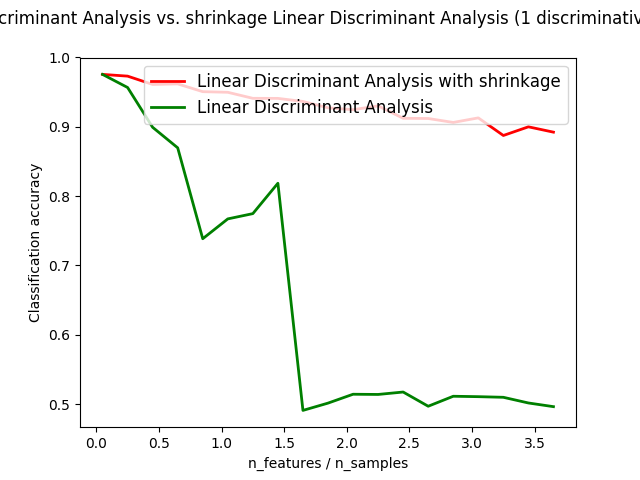 criminant Analysis vs. shrinkage Linear Discriminant Analysis (1 discriminativ
Linear Discriminant Analysis with shrinkage
Linear Discriminant Analysis
1.0
0.9
0.8
0.7
0.6
0.5
Classification accuracy
0.0 0.5 1.0 1.5 2.0 2.5 3.0 3.5
n_features / n_samples